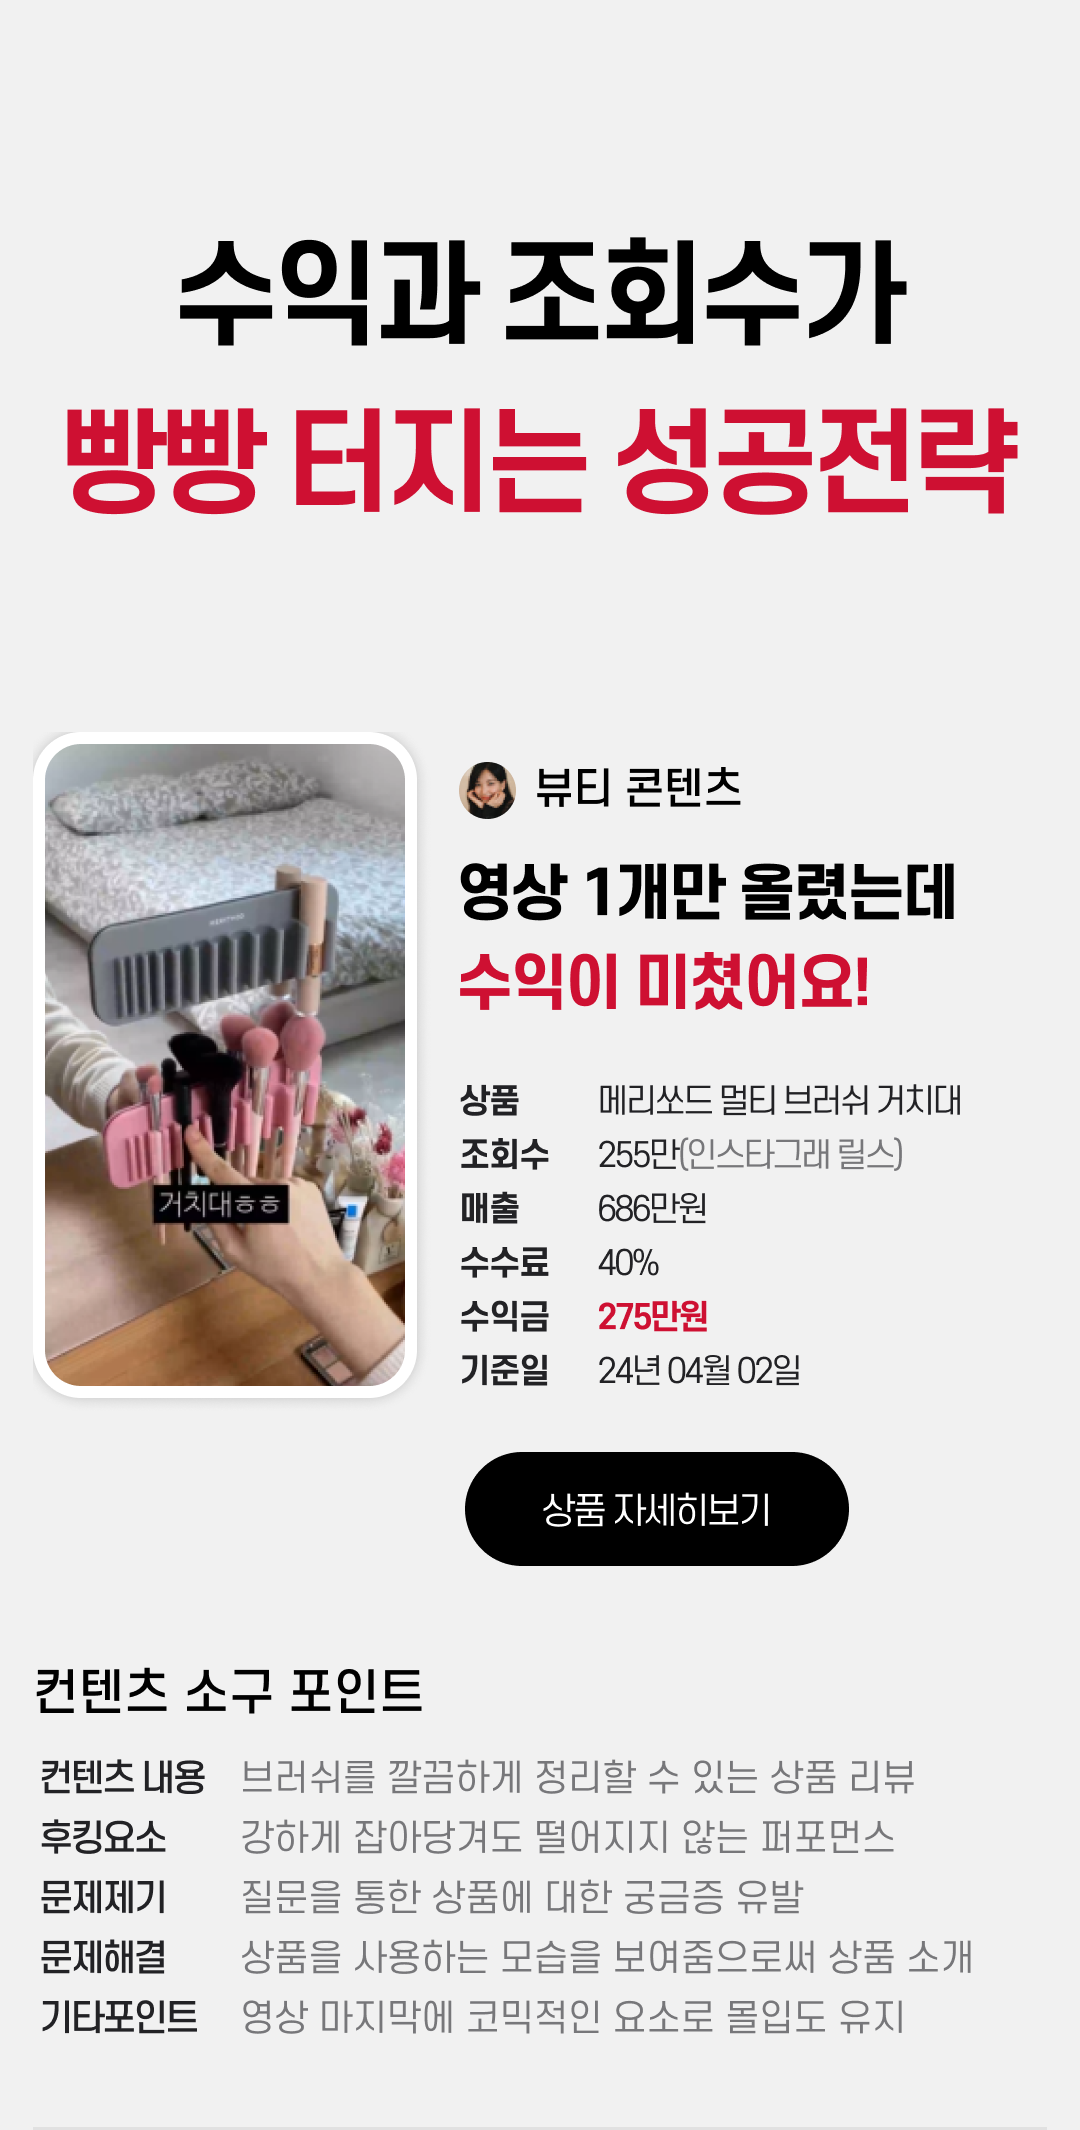 수익과 조회수가
빵빵 터지는 성공전략
뷰티 콘텐츠
영상 1개만 올렸는데
수익이 미쳤어요!
상품 메리쏘드 멀티 브러쉬 거치대
조회수 255만(인스타그래 릴스)
매출 686만원
수수료 40%
수익금 275만원
기준일 24년 04월 02일
거치대ㅎㅎ
상품 자세히보기
컨텐츠 소구 포인트
컨텐츠 내용 브러쉬를 깔끔하게 정리할 수 있는 상품 리뷰
후킹요소 강하게 잡아당겨도 떨어지지 않는 퍼포먼스
문제제기 질문을 통한 상품에 대한 궁금증 유발
문제해결 상품을 사용하는 모습을 보여줌으로써 상품 소개
기타포인트 영상 마지막에 코믹적인 요소로 몰입도 유지